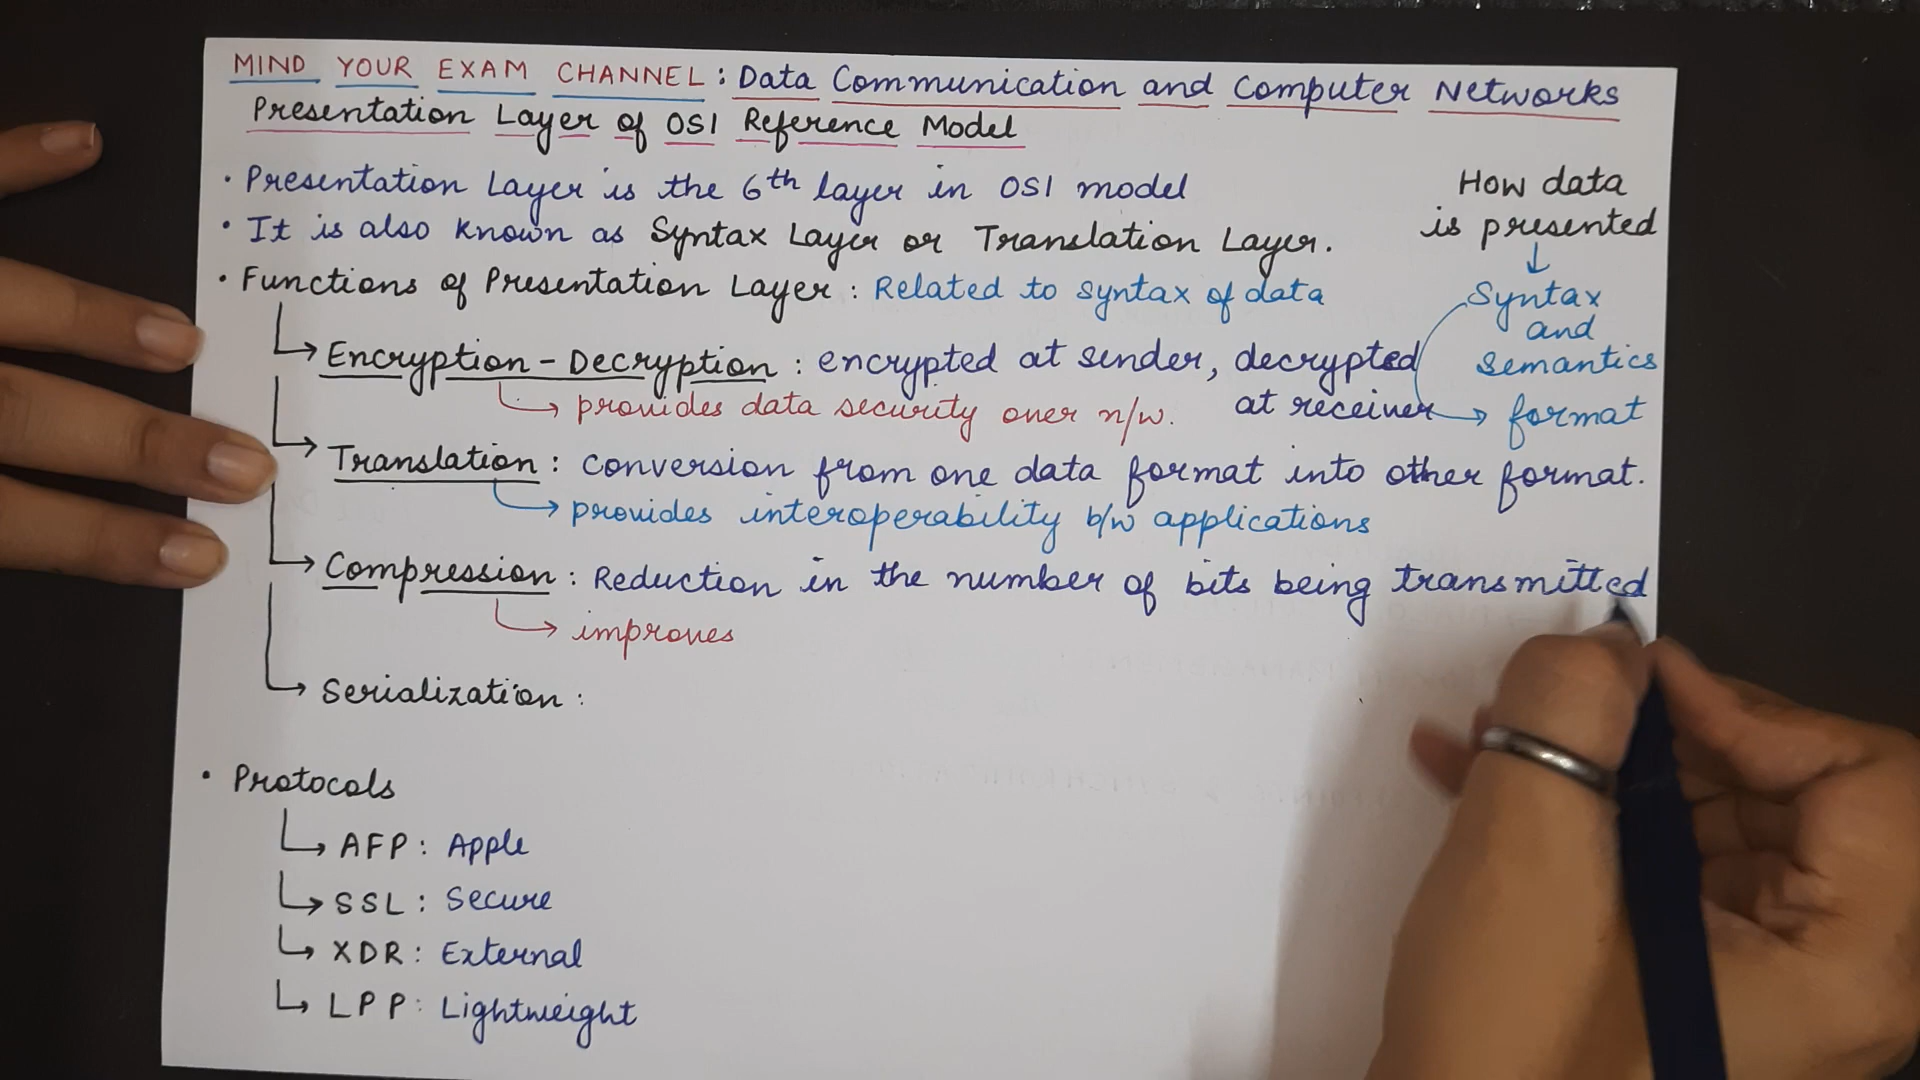 MIND YOUR EXAM CHANNEL : Data Communication and Computer Networks
Presentation Layer of OSI Reference Model
• Presentation Layer is the 6th layer in OSI model
• It is also known as Syntax Layer or Translation Layer.
• Functions of Presentation Layer : Related to syntax of data
How data
is presented
↓
Syntax
and
semantics
→ format
→ Encryption - Decryption : encrypted at sender, decrypted
at receiver
→ provides data security over n/w.
→ Translation : conversion from one data format into other format.
→ provides interoperability b/w applications
→ Compression : Reduction in the number of bits being transmitted
→ improves
→ Serialization :
• Protocols
→ AFP : Apple
→ SSL : Secure
→ XDR : External
→ LPP : Lightweight